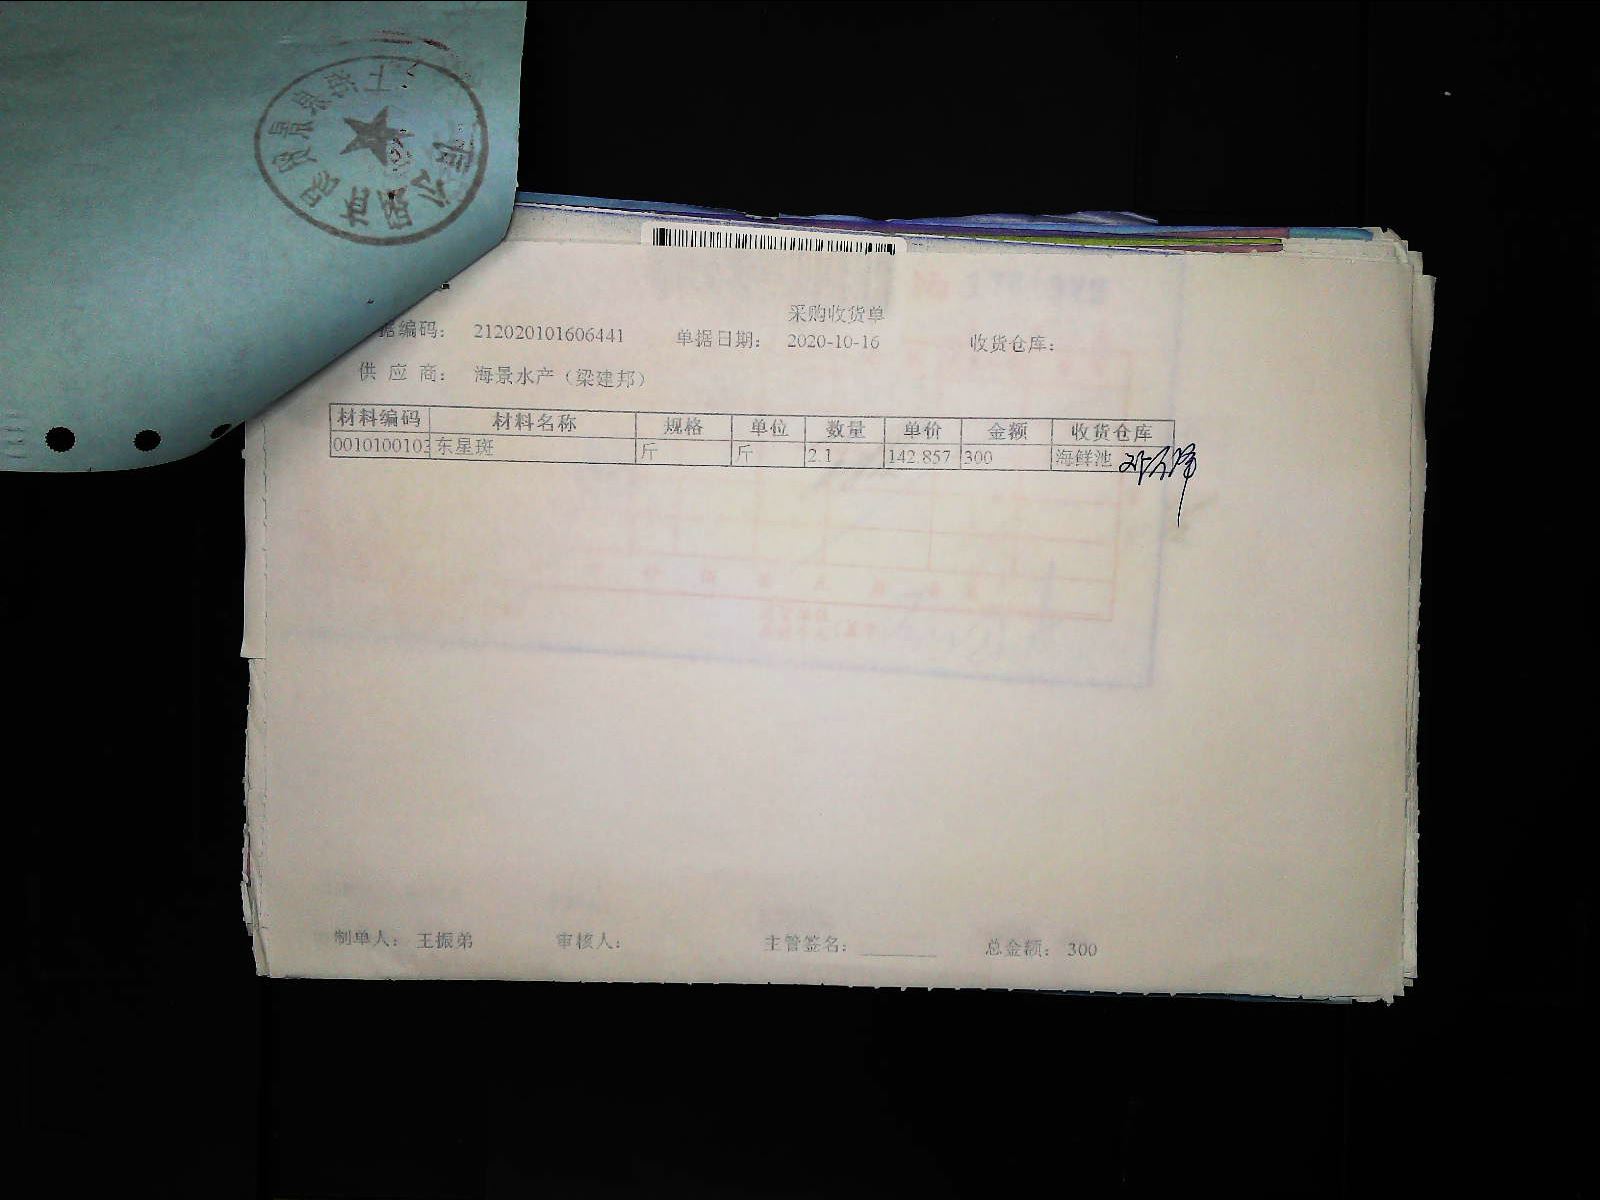 采购收货单
据编码： 212020101606441 单据日期： 2020-10-16 收货仓库：
供 应 商： 海景水产（梁建邦）
材料编码 材料名称 规格 单位 数量 单价 金额 收货仓库
0010100103 东星斑 斤 斤 2.1 142.857 300 海鲜池
制单人： 王振弟 审核人： 主管签名： 总金额： 300